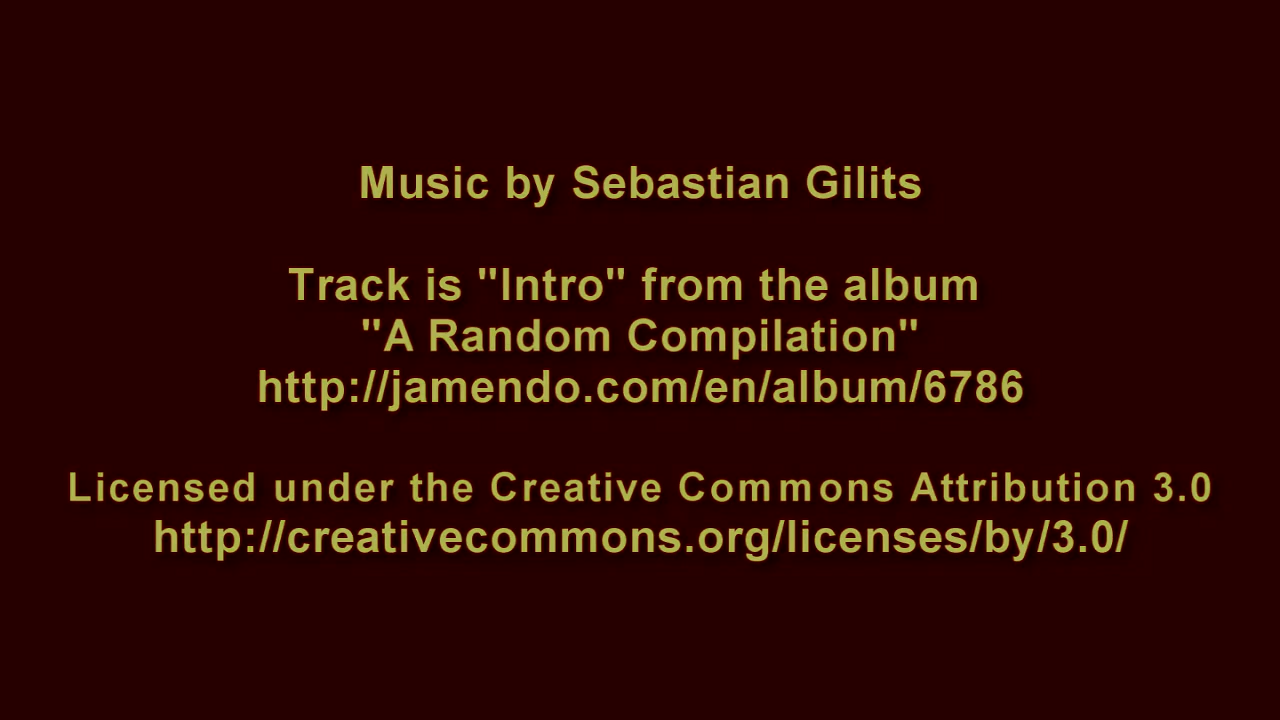 Music by Sebastian Gilits
Track is "Intro" from the album
"A Random Compilation"
http://jamendo.com/en/album/6786
Licensed under the Creative Commons Attribution 3.0
http://creativecommons.org/licenses/by/3.0/